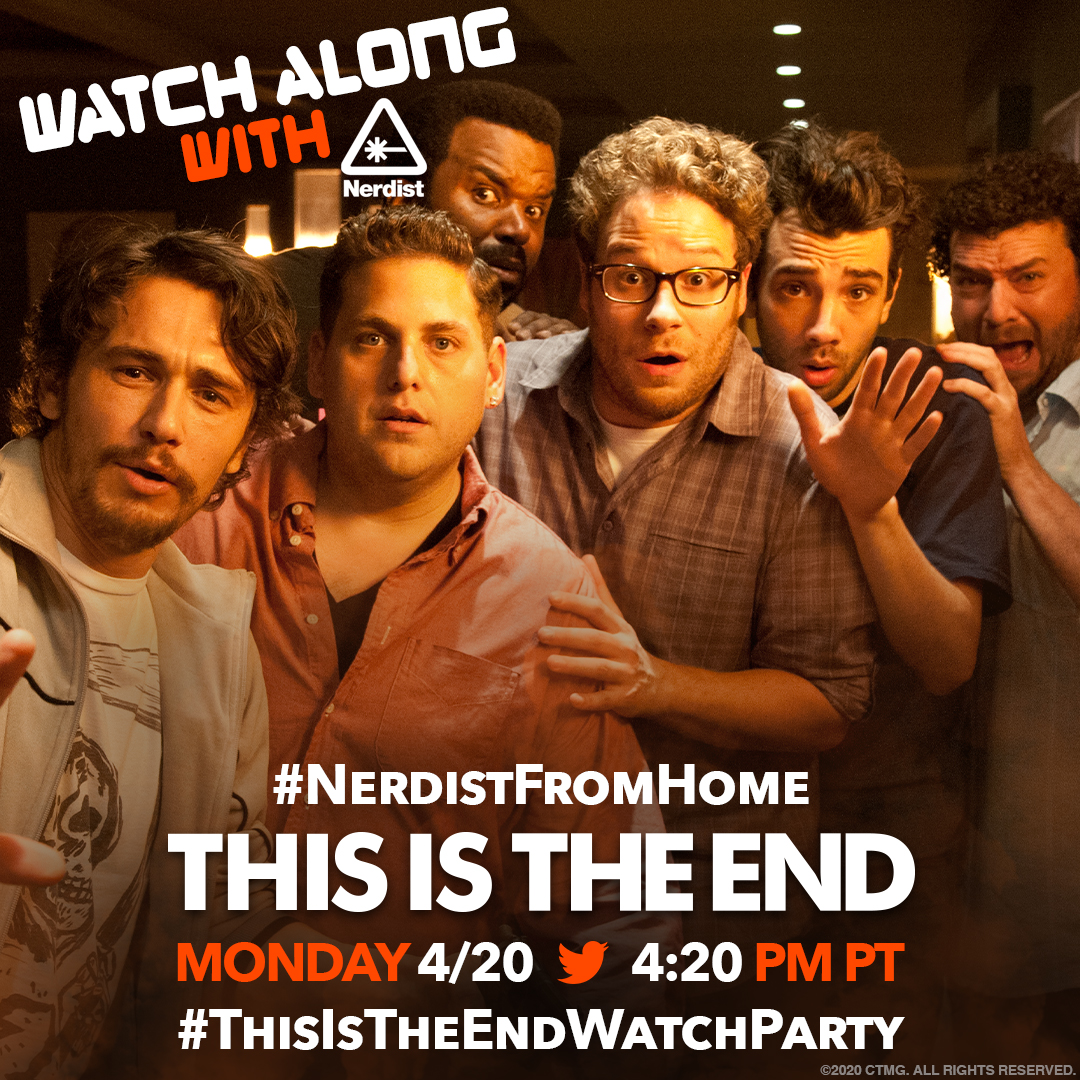 WATCH ALONG
WITH
Nerdist
#NERDISTFROMHOME
THIS IS THE END
MONDAY 4/20 4:20 PM PT
#THISISTHEENDWATCHPARTY
©2020 CTMG. ALL RIGHTS RESERVED.